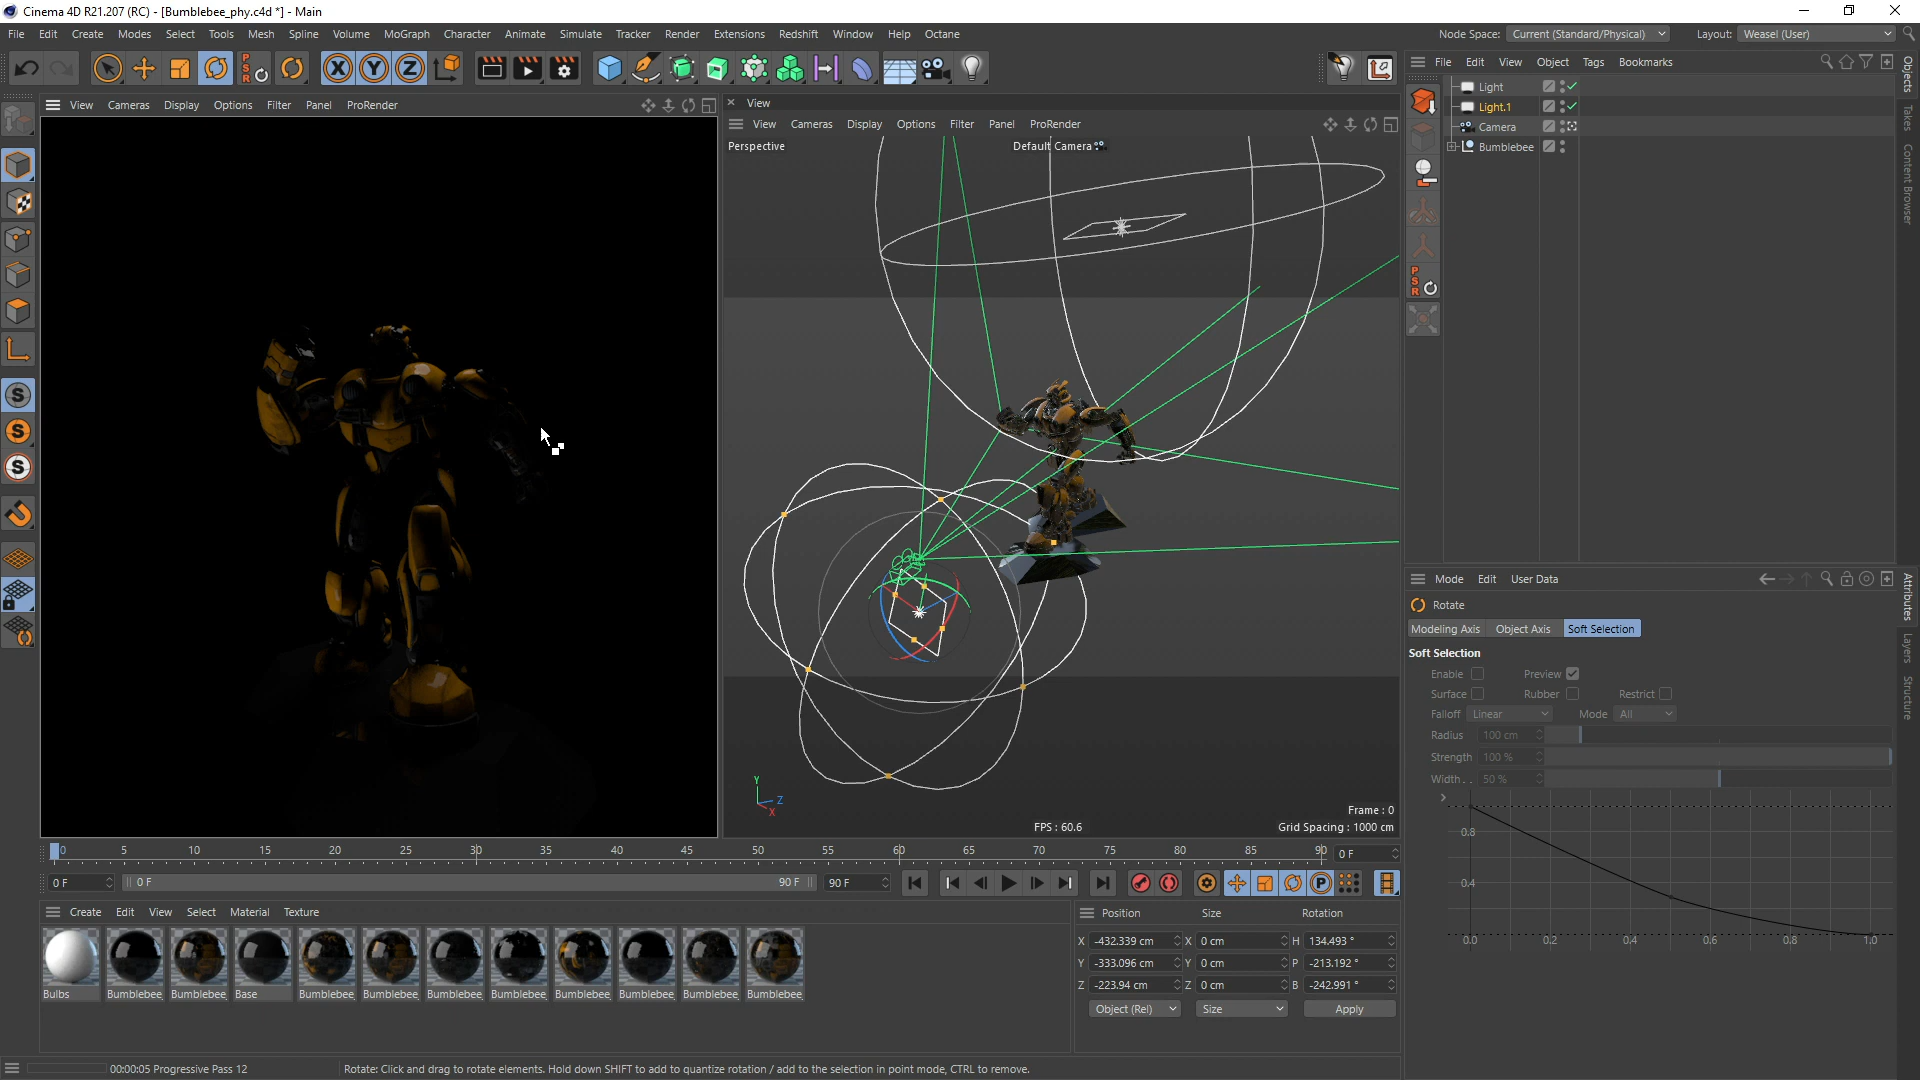 Cinema 4D R21.207 (RC) - [Bumblebee_phy.c4d *] - Main
File Edit Create Modes Select Tools Mesh Spline Volume MoGraph Character Animate Simulate Tracker Render Extensions Redshift Window Help Octane
Node Space: Current (Standard/Physical) Layout: Weasel (User)
PSR X Y Z
File Edit View Object Tags Bookmarks
View Cameras Display Options Filter Panel ProRender
View
View Cameras Display Options Filter Panel ProRender
Perspective
Default Camera
Light
Light.1
Camera
Bumblebee
Objects
Takes
Content Browser
PSR
S
S
S
Y
Z
X
FPS : 60.6
Frame : 0
Grid Spacing : 1000 cm
Mode Edit User Data
Rotate
Modeling Axis Object Axis Soft Selection
Soft Selection
Enable Preview
Surface Rubber Restrict
Falloff Linear Mode All
Radius 100 cm
Strength 100 %
Width . . 50 %
0.8
0.4
0.0 0.2 0.4 0.6 0.8 1.0
Attributes
Layers
Structure
0 5 10 15 20 25 30 35 40 45 50 55 60 65 70 75 80 85 90 0 F
0 F 0 F 90 F 90 F P
Create Edit View Select Material Texture
Bulbs Bumblebee Bumblebee Base Bumblebee Bumblebee Bumblebee Bumblebee Bumblebee Bumblebee Bumblebee Bumblebee
Position Size Rotation
X -432.339 cm X 0 cm H 134.493 °
Y -333.096 cm Y 0 cm P -213.192 °
Z -223.94 cm Z 0 cm B -242.991 °
Object (Rel) Size Apply
00:00:05 Progressive Pass 12 Rotate: Click and drag to rotate elements. Hold down SHIFT to add to quantize rotation / add to the selection in point mode, CTRL to remove.